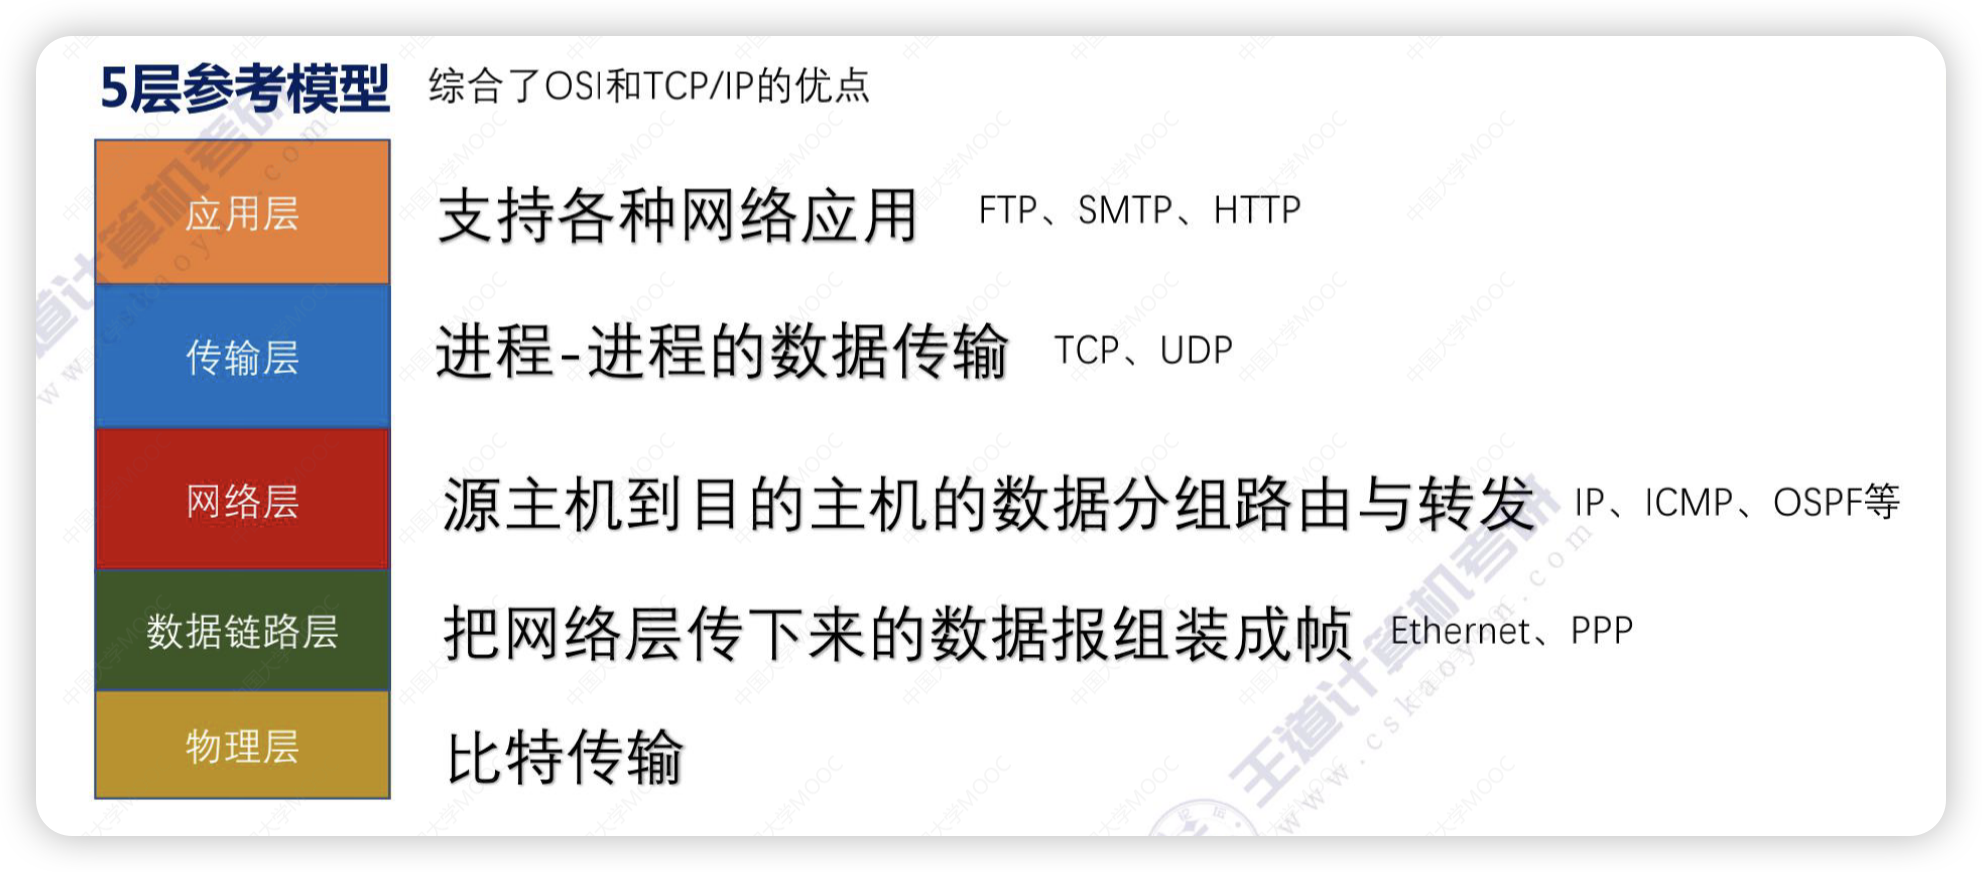 5层参考模型 综合了OSI和TCP/IP的优点
应用层 支持各种网络应用 FTP、SMTP、HTTP
传输层 进程-进程的数据传输 TCP、UDP
网络层 源主机到目的主机的数据分组路由与转发 IP、ICMP、OSPF等
数据链路层 把网络层传下来的数据报组装成帧 Ethernet、PPP
物理层 比特传输
王道计算机考研
www.cskaoyan.com
中国大学MOOC